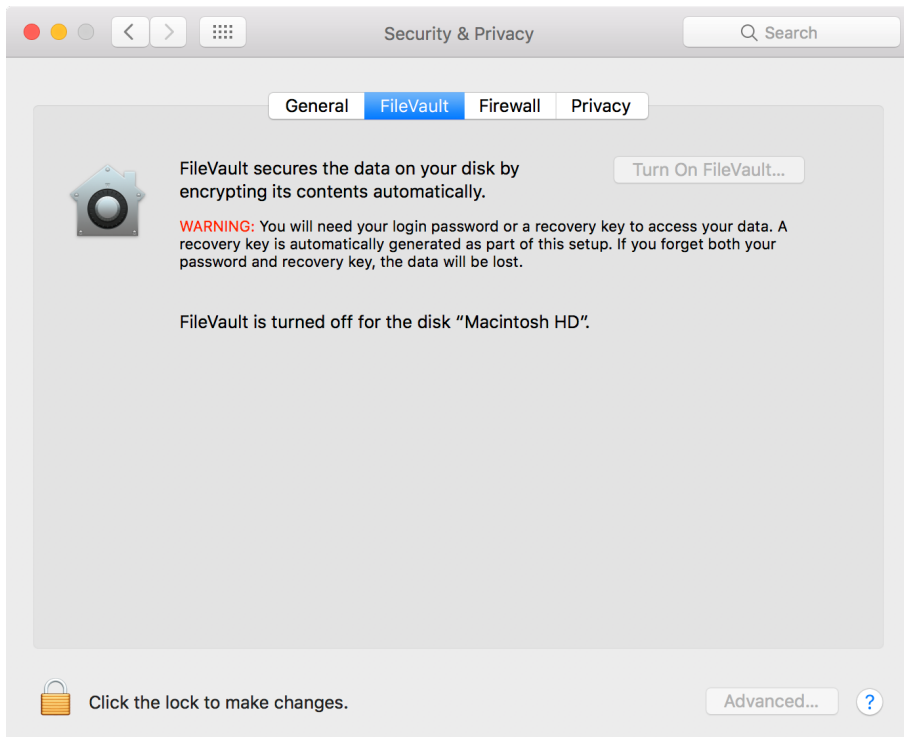 Security & Privacy
Search
General
FileVault
Firewall
Privacy
FileVault secures the data on your disk by
encrypting its contents automatically.
Turn On FileVault...
WARNING: You will need your login password or a recovery key to access your data. A
recovery key is automatically generated as part of this setup. If you forget both your
password and recovery key, the data will be lost.
FileVault is turned off for the disk “Macintosh HD”.
Click the lock to make changes.
Advanced...
?